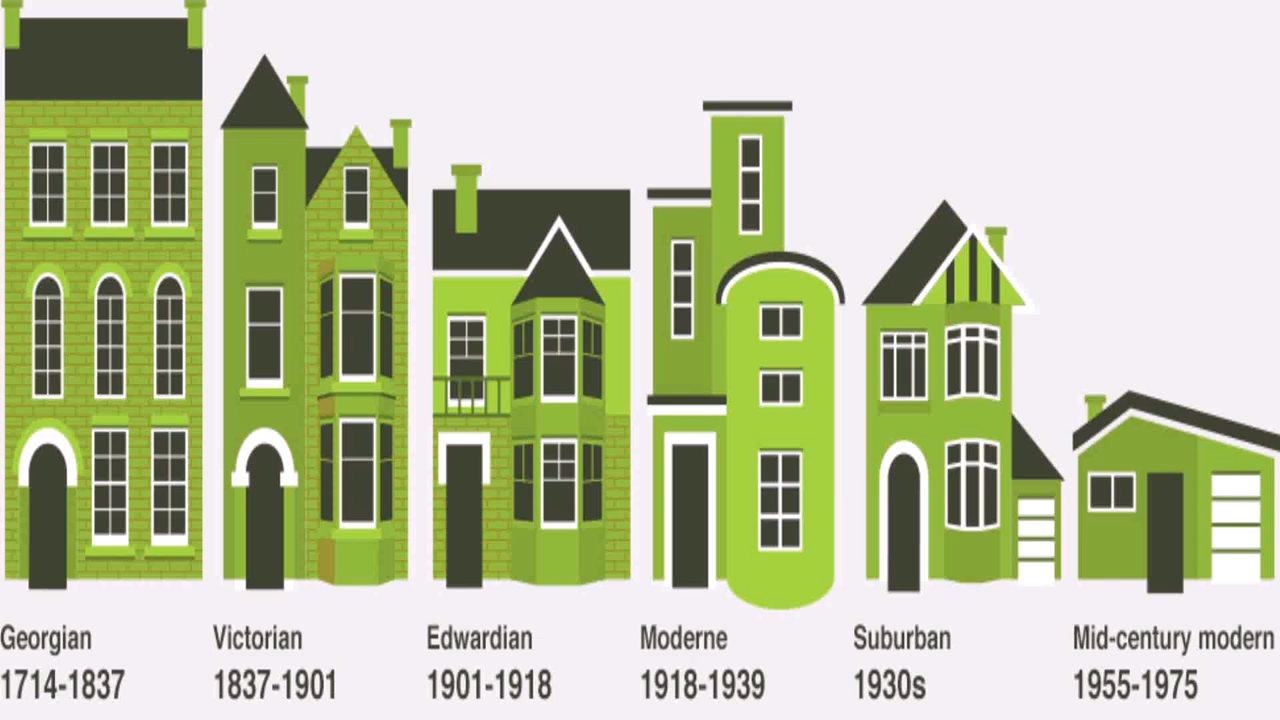 Georgian
1714-1837
Victorian
1837-1901
Edwardian
1901-1918
Moderne
1918-1939
Suburban
1930s
Mid-century modern
1955-1975